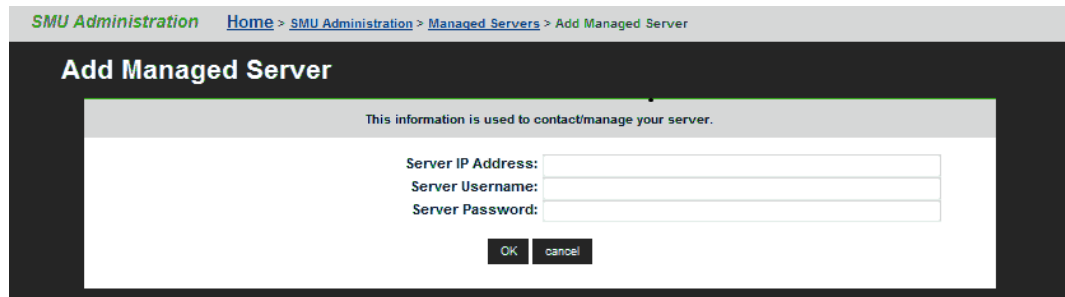 SMU Administration Home > SMU Administration > Managed Servers > Add Managed Server
Add Managed Server
This information is used to contact/manage your server.
Server IP Address:
Server Username:
Server Password:
OK cancel